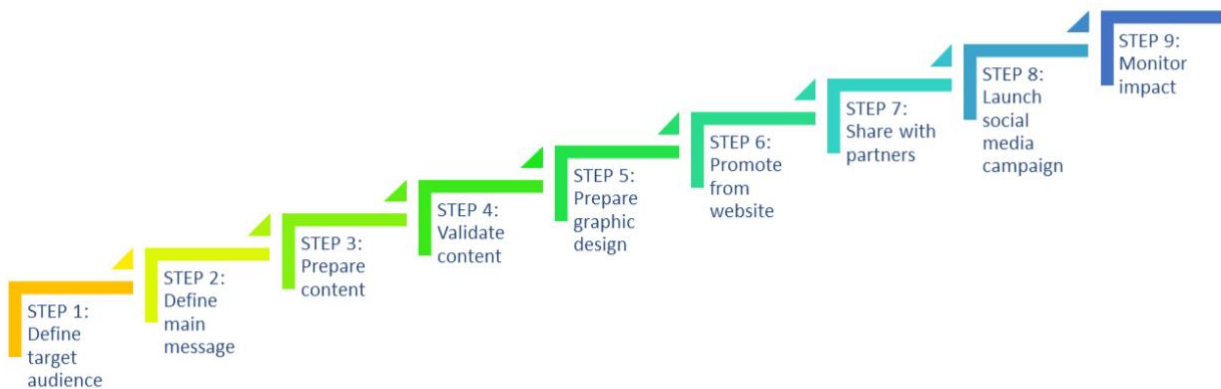 STEP 1:
Define
target
audience
STEP 2:
Define
main
message
STEP 3:
Prepare
content
STEP 4:
Validate
content
STEP 5:
Prepare
graphic
design
STEP 6:
Promote
from
website
STEP 7:
Share with
partners
STEP 8:
Launch
social
media
campaign
STEP 9:
Monitor
impact